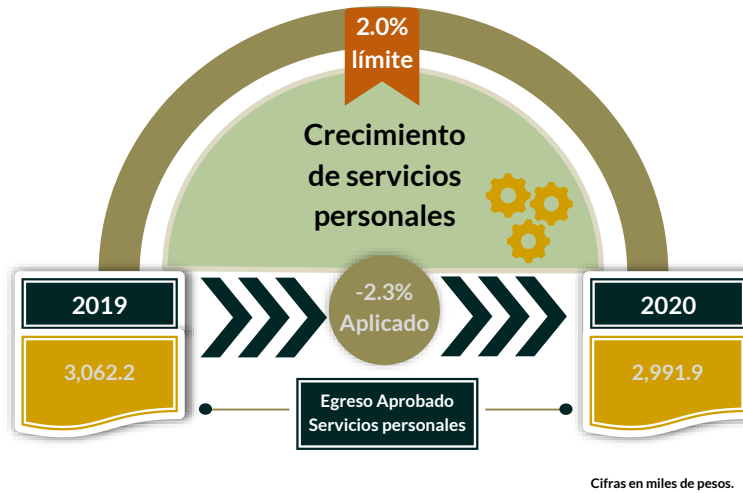 2.0%
límite
Crecimiento
de servicios
personales
2019
-2.3%
Aplicado
2020
3,062.2
2,991.9
Egreso Aprobado
Servicios personales
Cifras en miles de pesos.